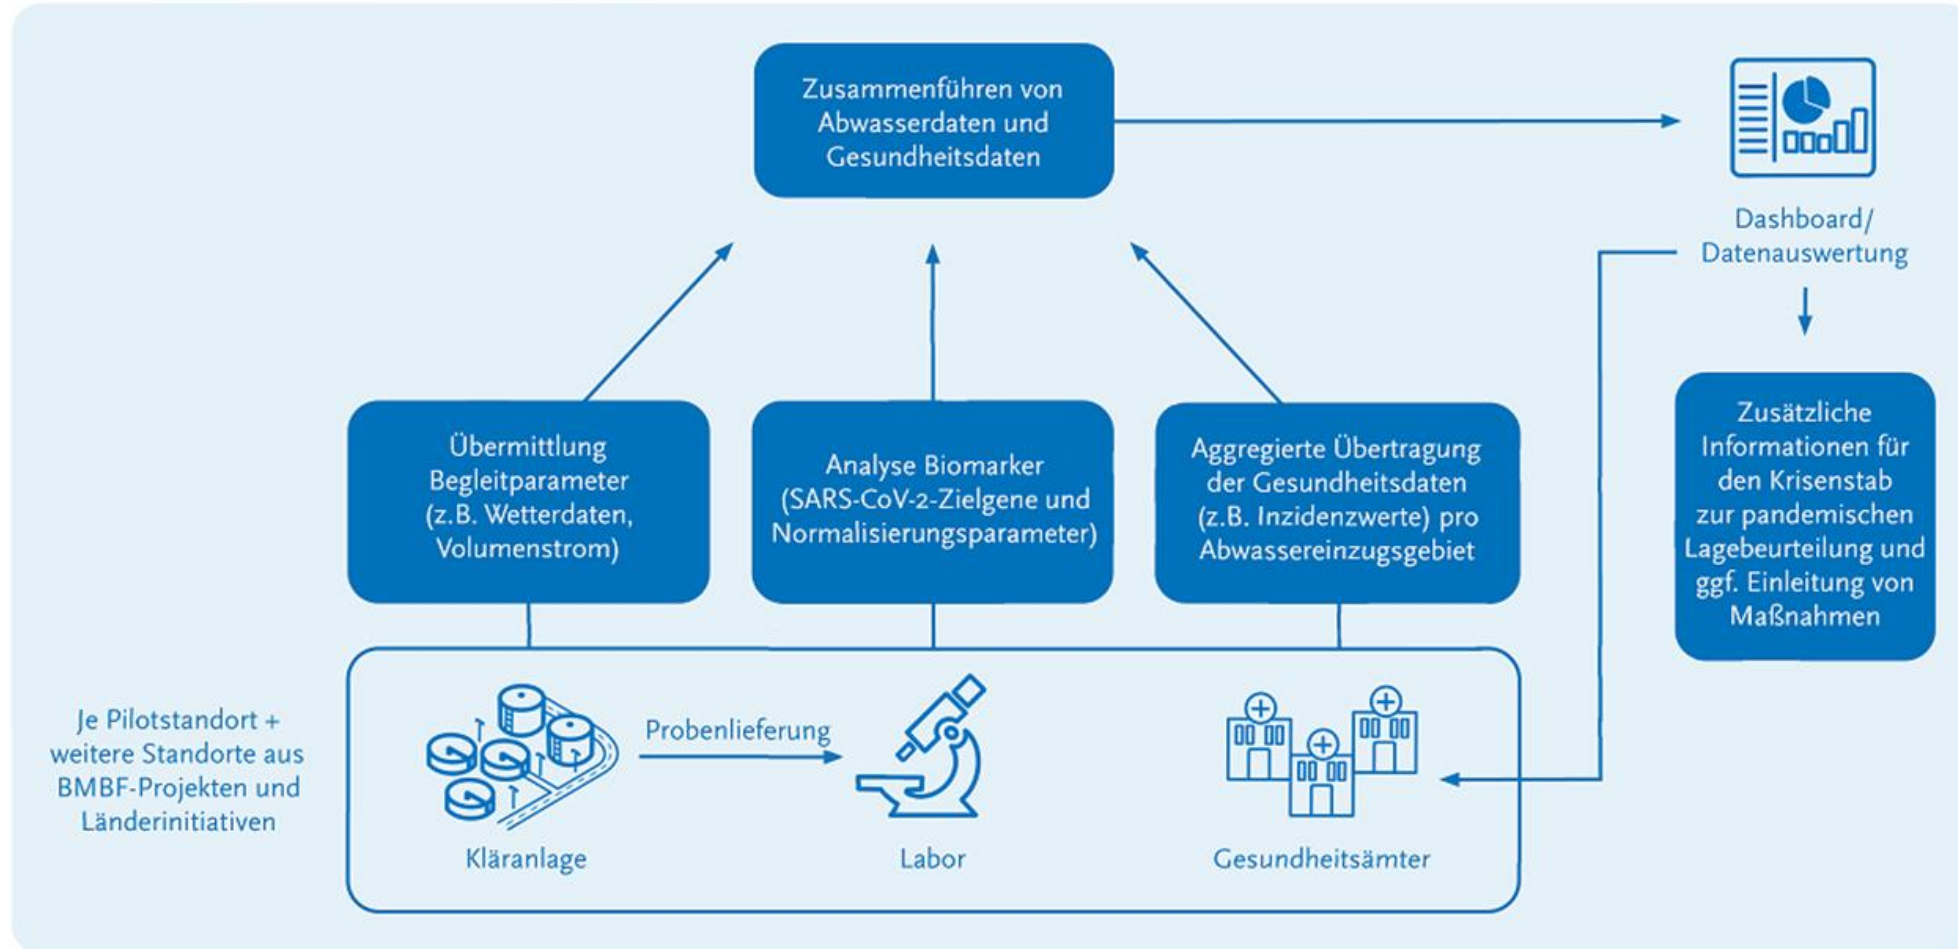 Zusammenführen von
Abwasserdaten und
Gesundheitsdaten
Dashboard/
Datenauswertung
Übermittlung
Begleitparameter
(z.B. Wetterdaten,
Volumenstrom)
Analyse Biomarker
(SARS-CoV-2-Zielgene und
Normalisierungsparameter)
Aggregierte Übertragung
der Gesundheitsdaten
(z.B. Inzidenzwerte) pro
Abwassereinzugsgebiet
Zusätzliche
Informationen für
den Krisenstab
zur pandemischen
Lagebeurteilung und
ggf. Einleitung von
Maßnahmen
Je Pilotstandort +
weitere Standorte aus
BMBF-Projekten und
Länderinitiativen
Probenlieferung
Kläranlage
Labor
Gesundheitsämter